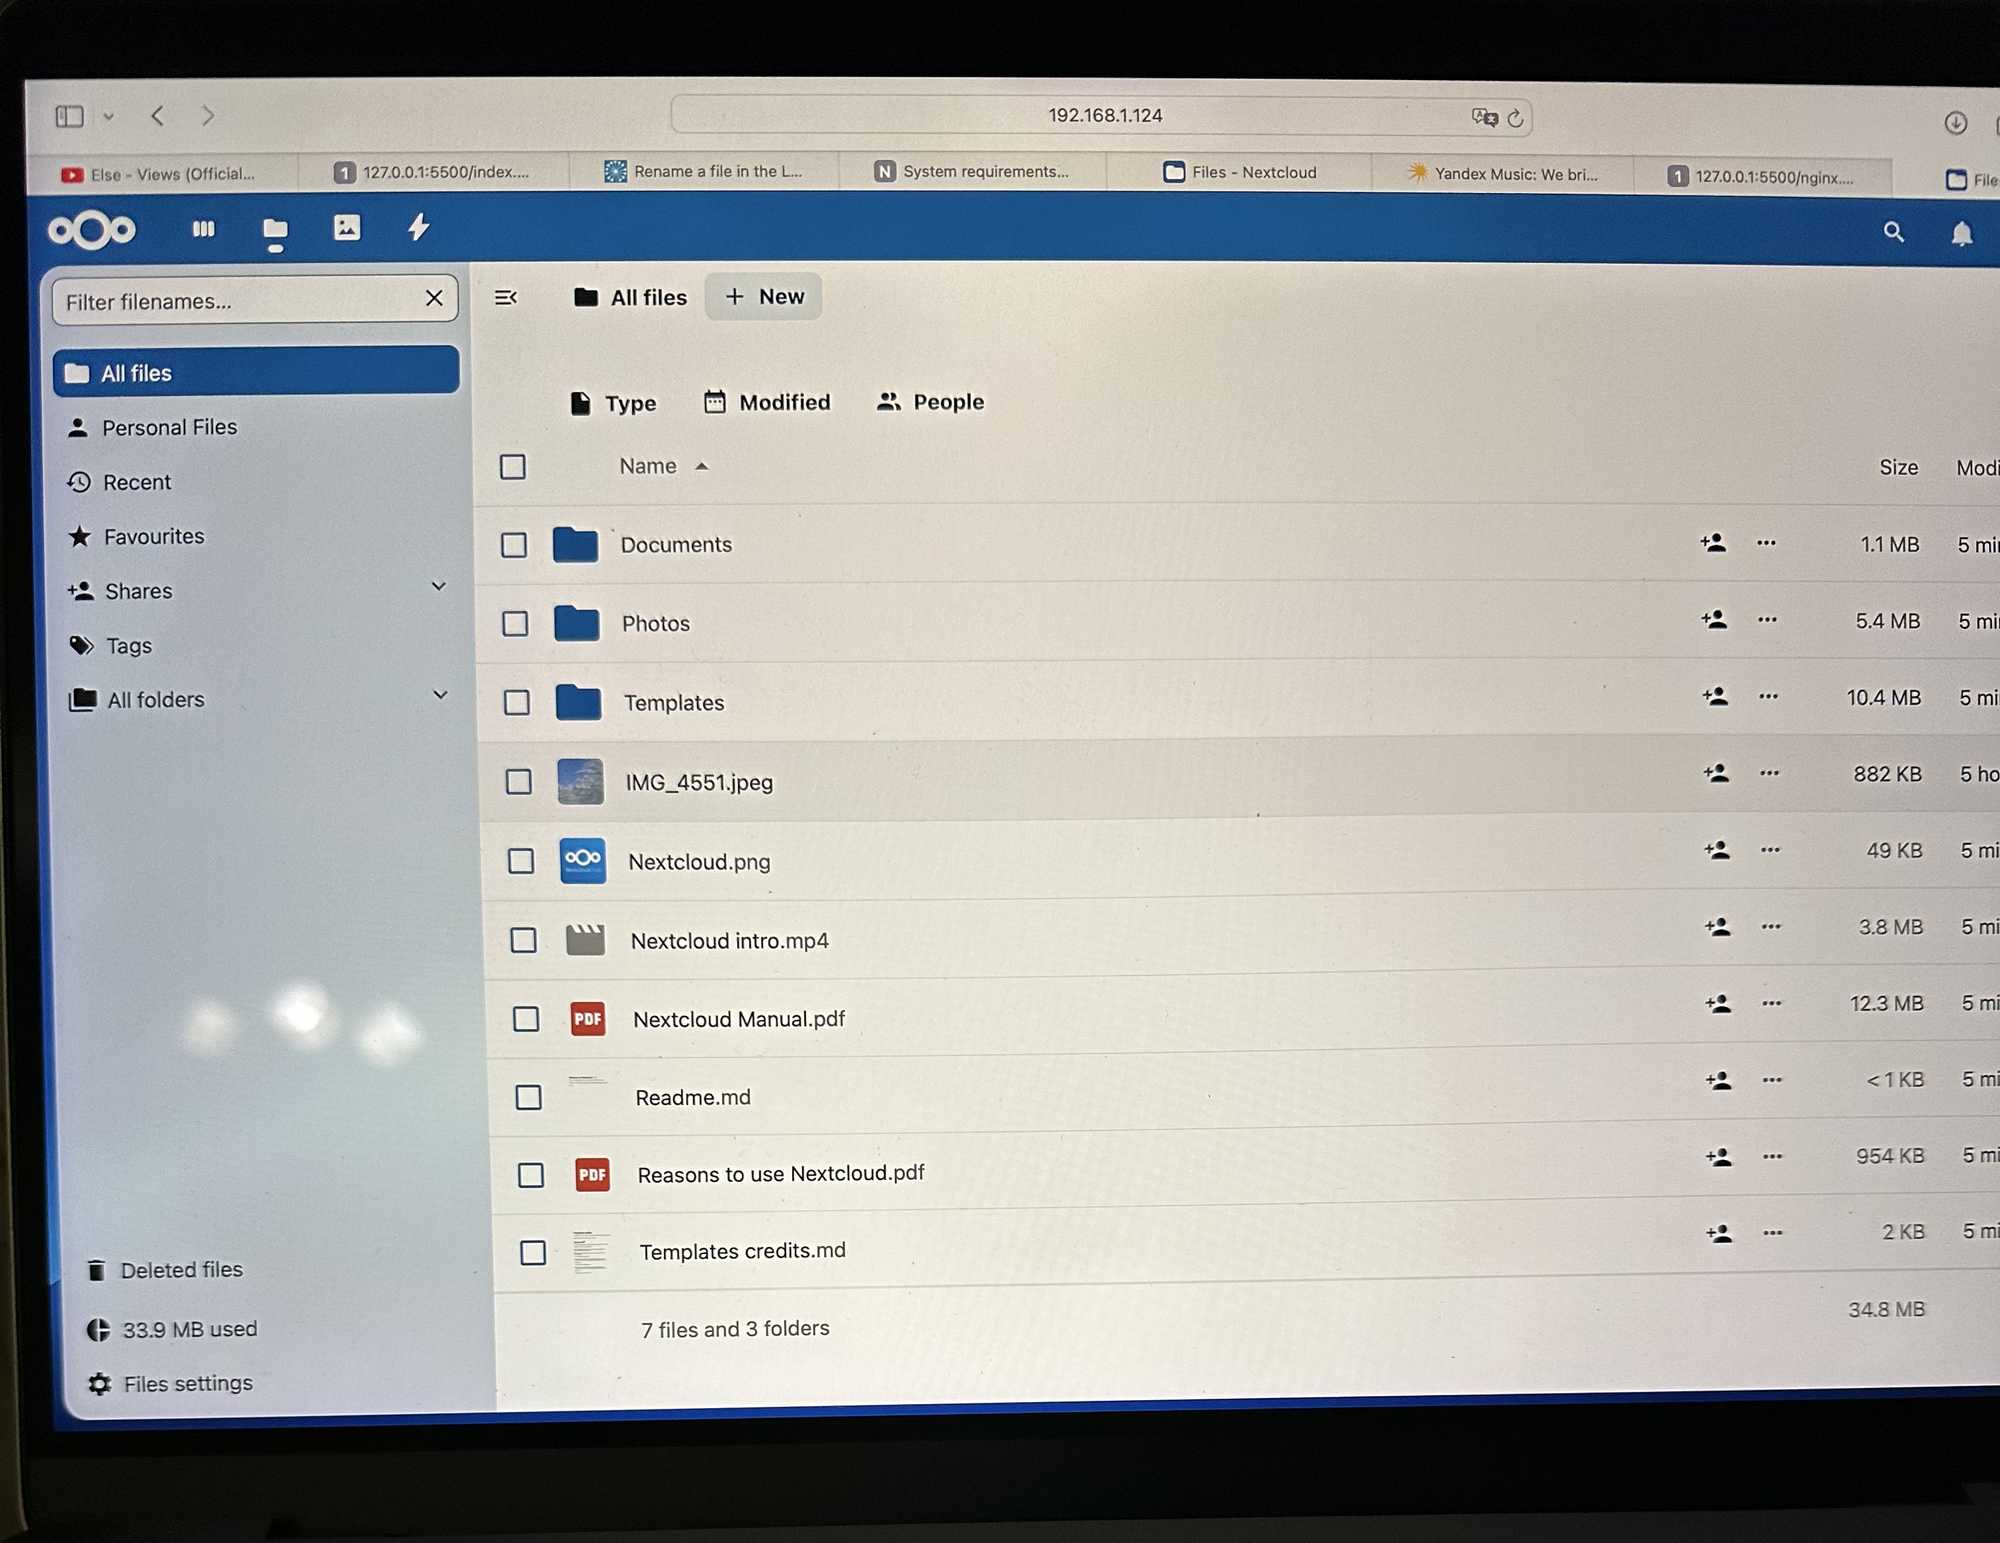 192.168.1.124
Else - Views (Official... 1 127.0.0.1:5500/index.... Rename a file in the L... N System requirements... Files - Nextcloud Yandex Music: We bri... 1 127.0.0.1:5500/nginx.... File
Filter filenames...
All files
Personal Files
Recent
Favourites
Shares
Tags
All folders
Deleted files
33.9 MB used
Files settings
All files + New
Type Modified People
Name Size Modi
Documents 1.1 MB 5 min
Photos 5.4 MB 5 min
Templates 10.4 MB 5 mi
IMG_4551.jpeg 882 KB 5 ho
Nextcloud.png 49 KB 5 mi
Nextcloud intro.mp4 3.8 MB 5 mi
PDF Nextcloud Manual.pdf 12.3 MB 5 mi
Readme.md <1 KB 5 mi
PDF Reasons to use Nextcloud.pdf 954 KB 5 mi
Templates credits.md 2 KB 5 mi
7 files and 3 folders 34.8 MB